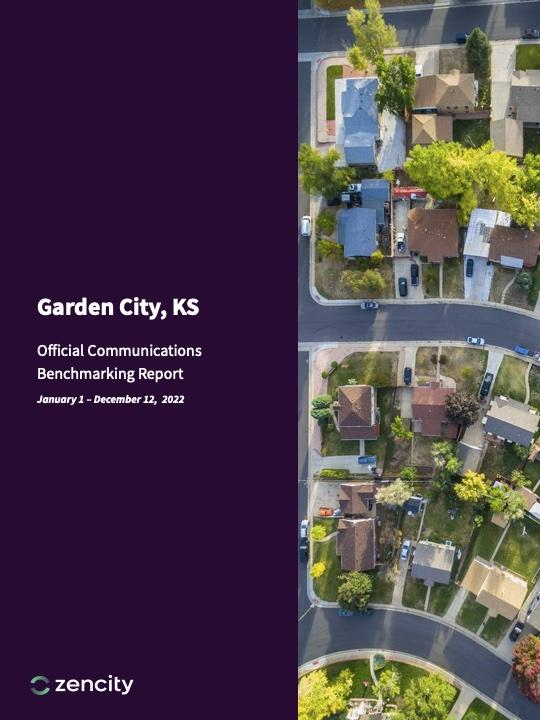 Garden City, KS
Official Communications
Benchmarking Report
January 1 – December 12, 2022
zencity